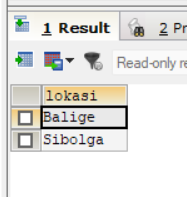 1 Result
2 Pr
Read-only re
lokasi
Balige
Sibolga